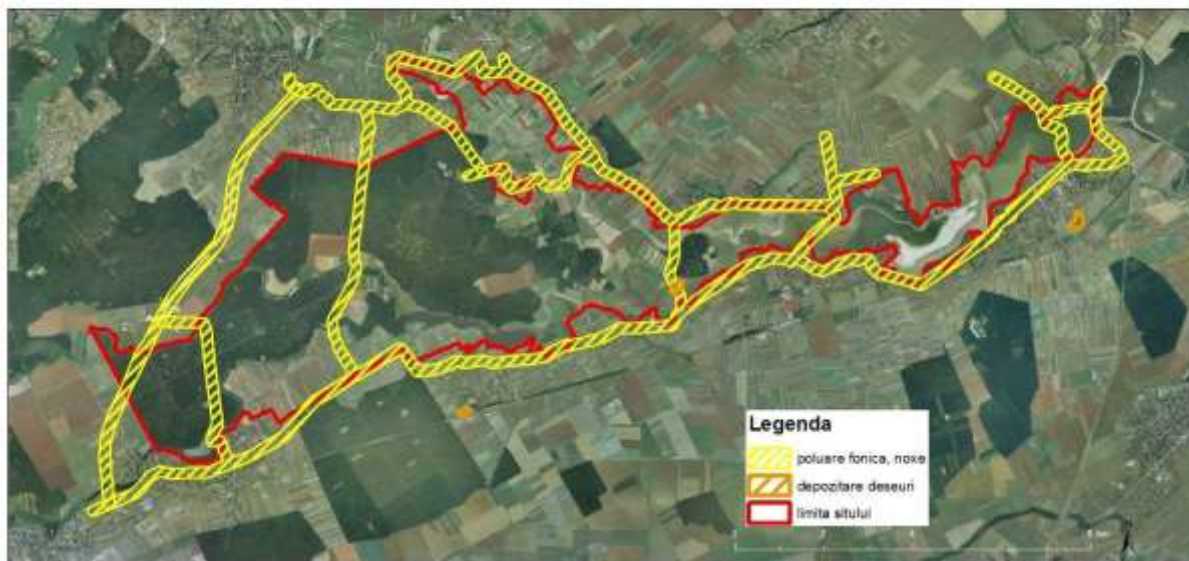 Legenda
poluare fonica, noxe
depozitare deseuri
limita sitului